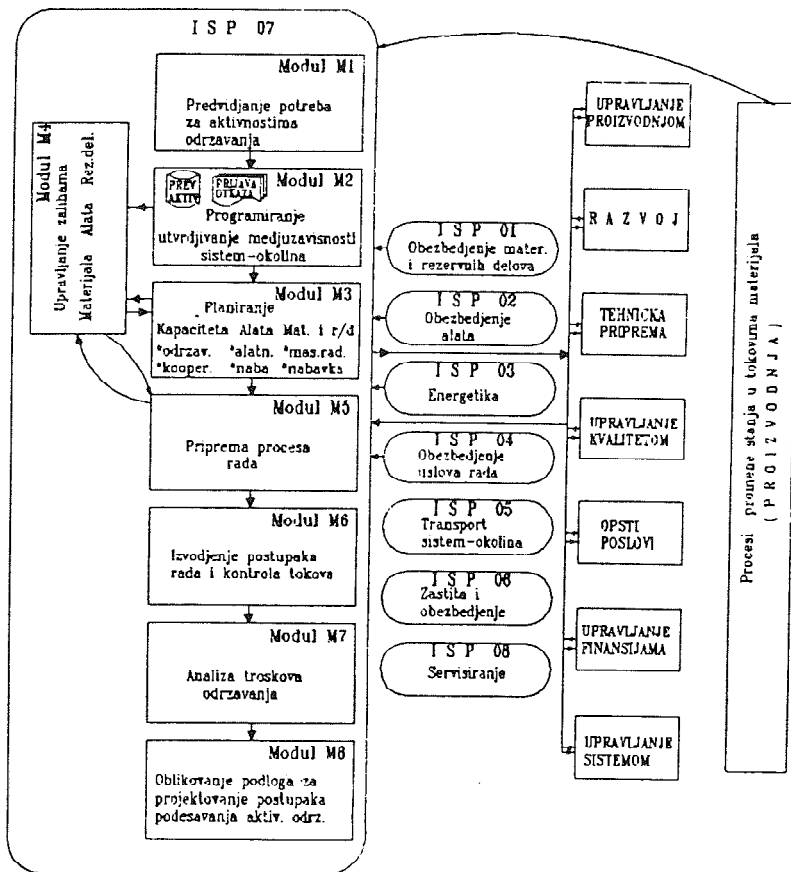 I S P 07
Modul M1
Predvidjanje potreba
za aktivnostima
odrzavanja
Modul M4
Upravljanje zalihama
Materijala Alata Rez.del.
Modul M2
PREV
AKTIV
PRIJAVA
OTKAZA
Programiranje
utvrdjivanje medjuzavisnosti
sistem-okolina
Modul M3
Planiranje
Kapaciteta Alata Mat. i r/d
*odrzav. *alatn. *mas.rad.
*kooper. *naba *nabavka
Modul M5
Priprema procesa
rada
Modul M6
Izvodjenje postupaka
rada i kontrola tokova
Modul M7
Analiza troskova
odrzavanja
Modul M8
Oblikovanje podloga za
projektovanje postupaka
podesavanja aktiv. odrz.
I S P 01
Obezbedjenje mater.
i rezervnih delova
I S P 02
Obezbedjenje
alata
I S P 03
Energetika
I S P 04
Obezbedjenje
uslova rada
I S P 05
Transport
sistem-okolina
I S P 06
Zastita i
obezbedjenje
I S P 08
Servisiranje
UPRAVLJANJE
PROIZVODNJOM
R A Z V O J
TEHNICKA
PRIPREMA
UPRAVLJANJE
KVALITETOM
OPSTI
POSLOVI
UPRAVLJANJE
FINANSIJAMA
UPRAVLJANJE
SISTEMOM
Procesi promene stanja u tokovima materijala
( P R O I Z V O D N J A )